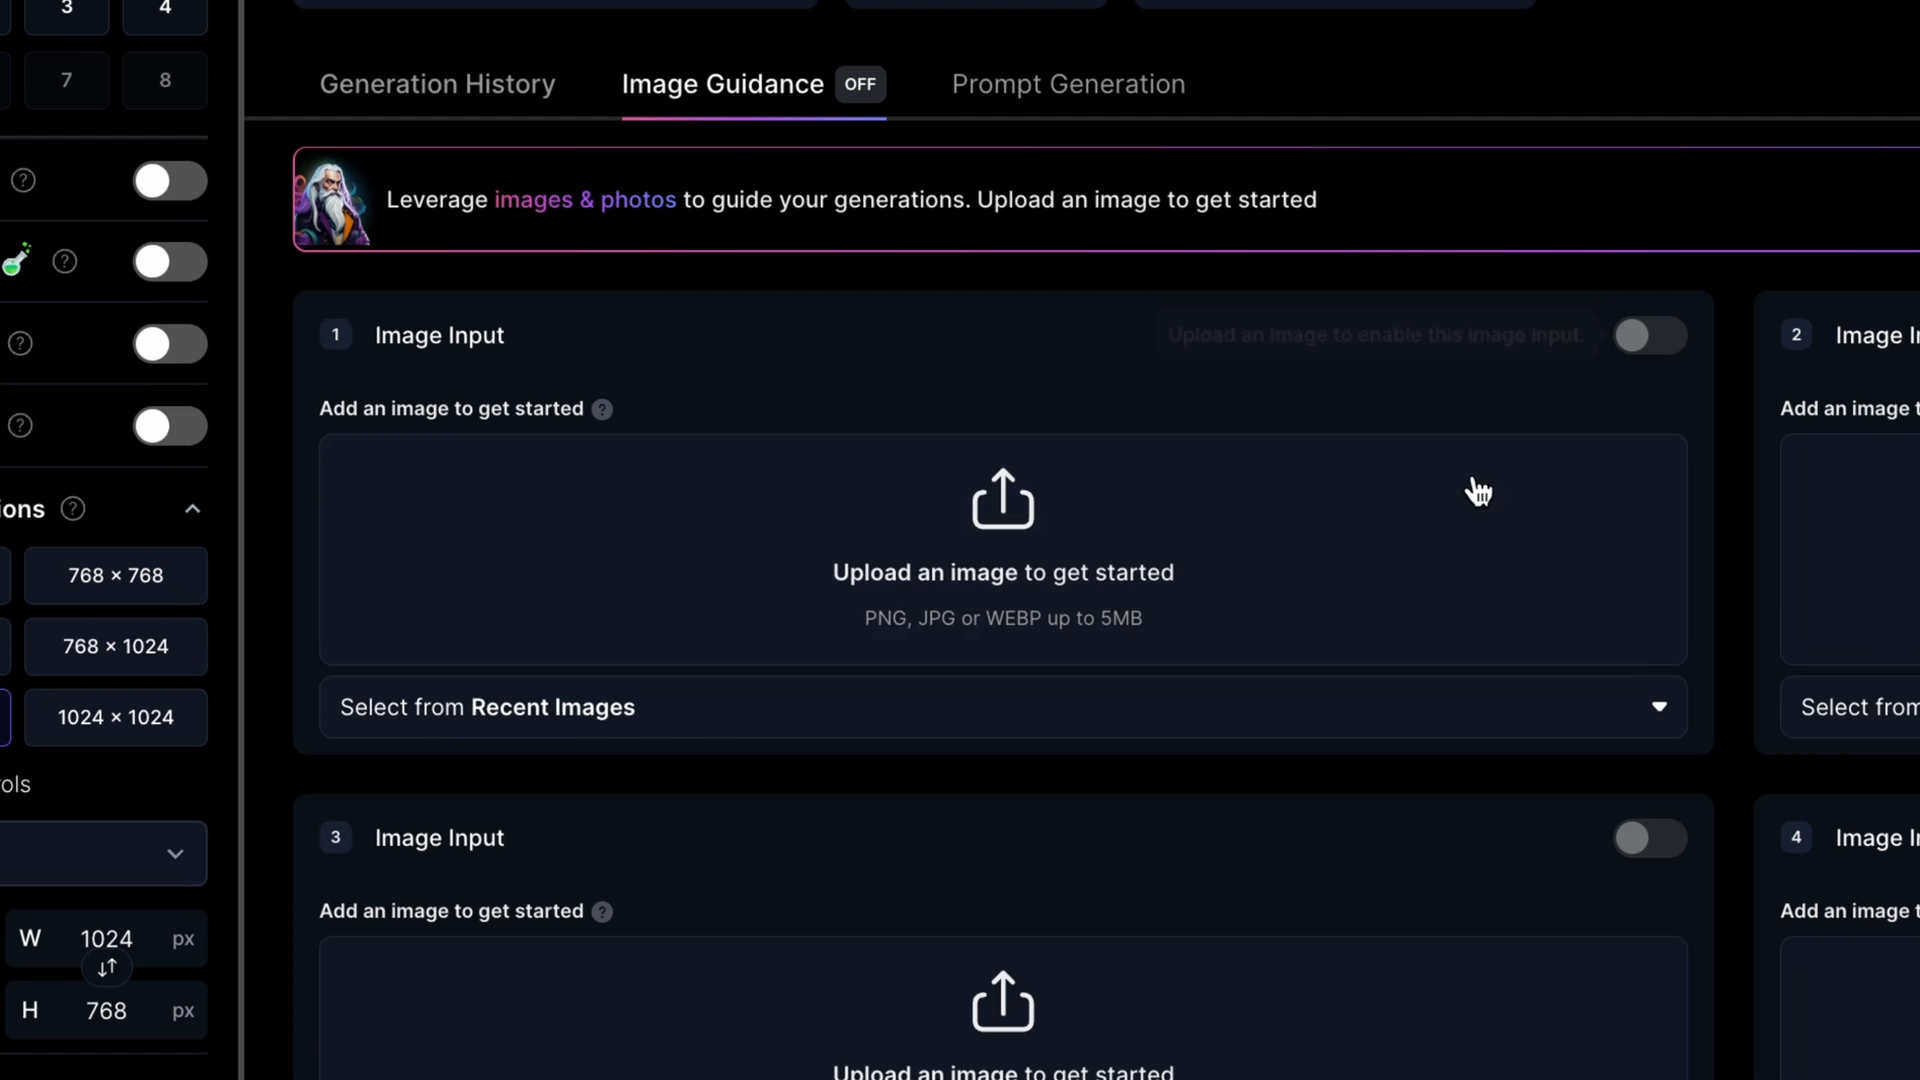 3 4
7 8
ions
768 × 768
768 × 1024
1024 × 1024
ols
W 1024 px
H 768 px
Generation History Image Guidance OFF Prompt Generation
Leverage images & photos to guide your generations. Upload an image to get started
1 Image Input Upload an image to enable this image input.
Add an image to get started ?
Upload an image to get started
PNG, JPG or WEBP up to 5MB
Select from Recent Images
2 Image I
Add an image t
Select from
3 Image Input
Add an image to get started ?
Upload an image to get started
4 Image I
Add an image t